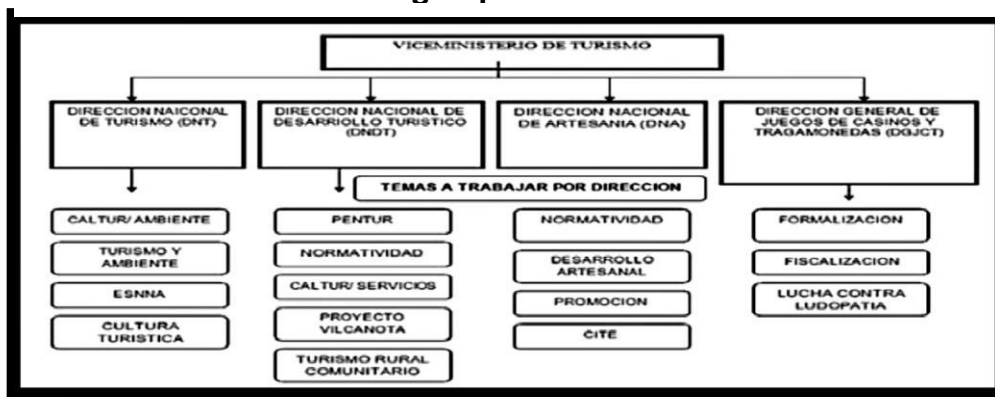 VICEMINISTERIO DE TURISMO
DIRECCION NAICONAL
DE TURISMO (DNT)
DIRECCION NACIONAL DE
DESARROLLO TURISTICO
(DNDT)
DIRECCION NACIONAL
DE ARTESANIA (DNA)
DIRECCION GENERAL DE
JUEGOS DE CASINOS Y
TRAGAMONEDAS (DGJCT)
TEMAS A TRABAJAR POR DIRECCION
CALTUR/ AMBIENTE
TURISMO Y
AMBIENTE
ESNNA
CULTURA
TURISTICA
PENTUR
NORMATIVIDAD
CALTUR/ SERVICIOS
PROYECTO
VILCANOTA
TURISMO RURAL
COMUNITARIO
NORMATIVIDAD
DESARROLLO
ARTESANAL
PROMOCION
CITE
FORMALIZACION
FISCALIZACION
LUCHA CONTRA
LUDOPATIA